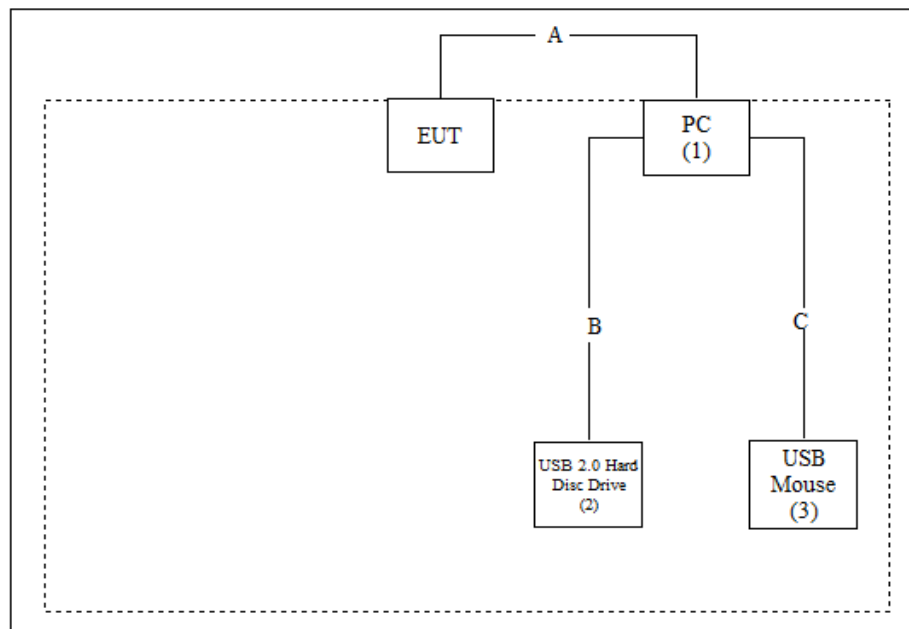 A
EUT
PC
(1)
B
C
USB 2.0 Hard
Disc Drive
(2)
USB
Mouse
(3)